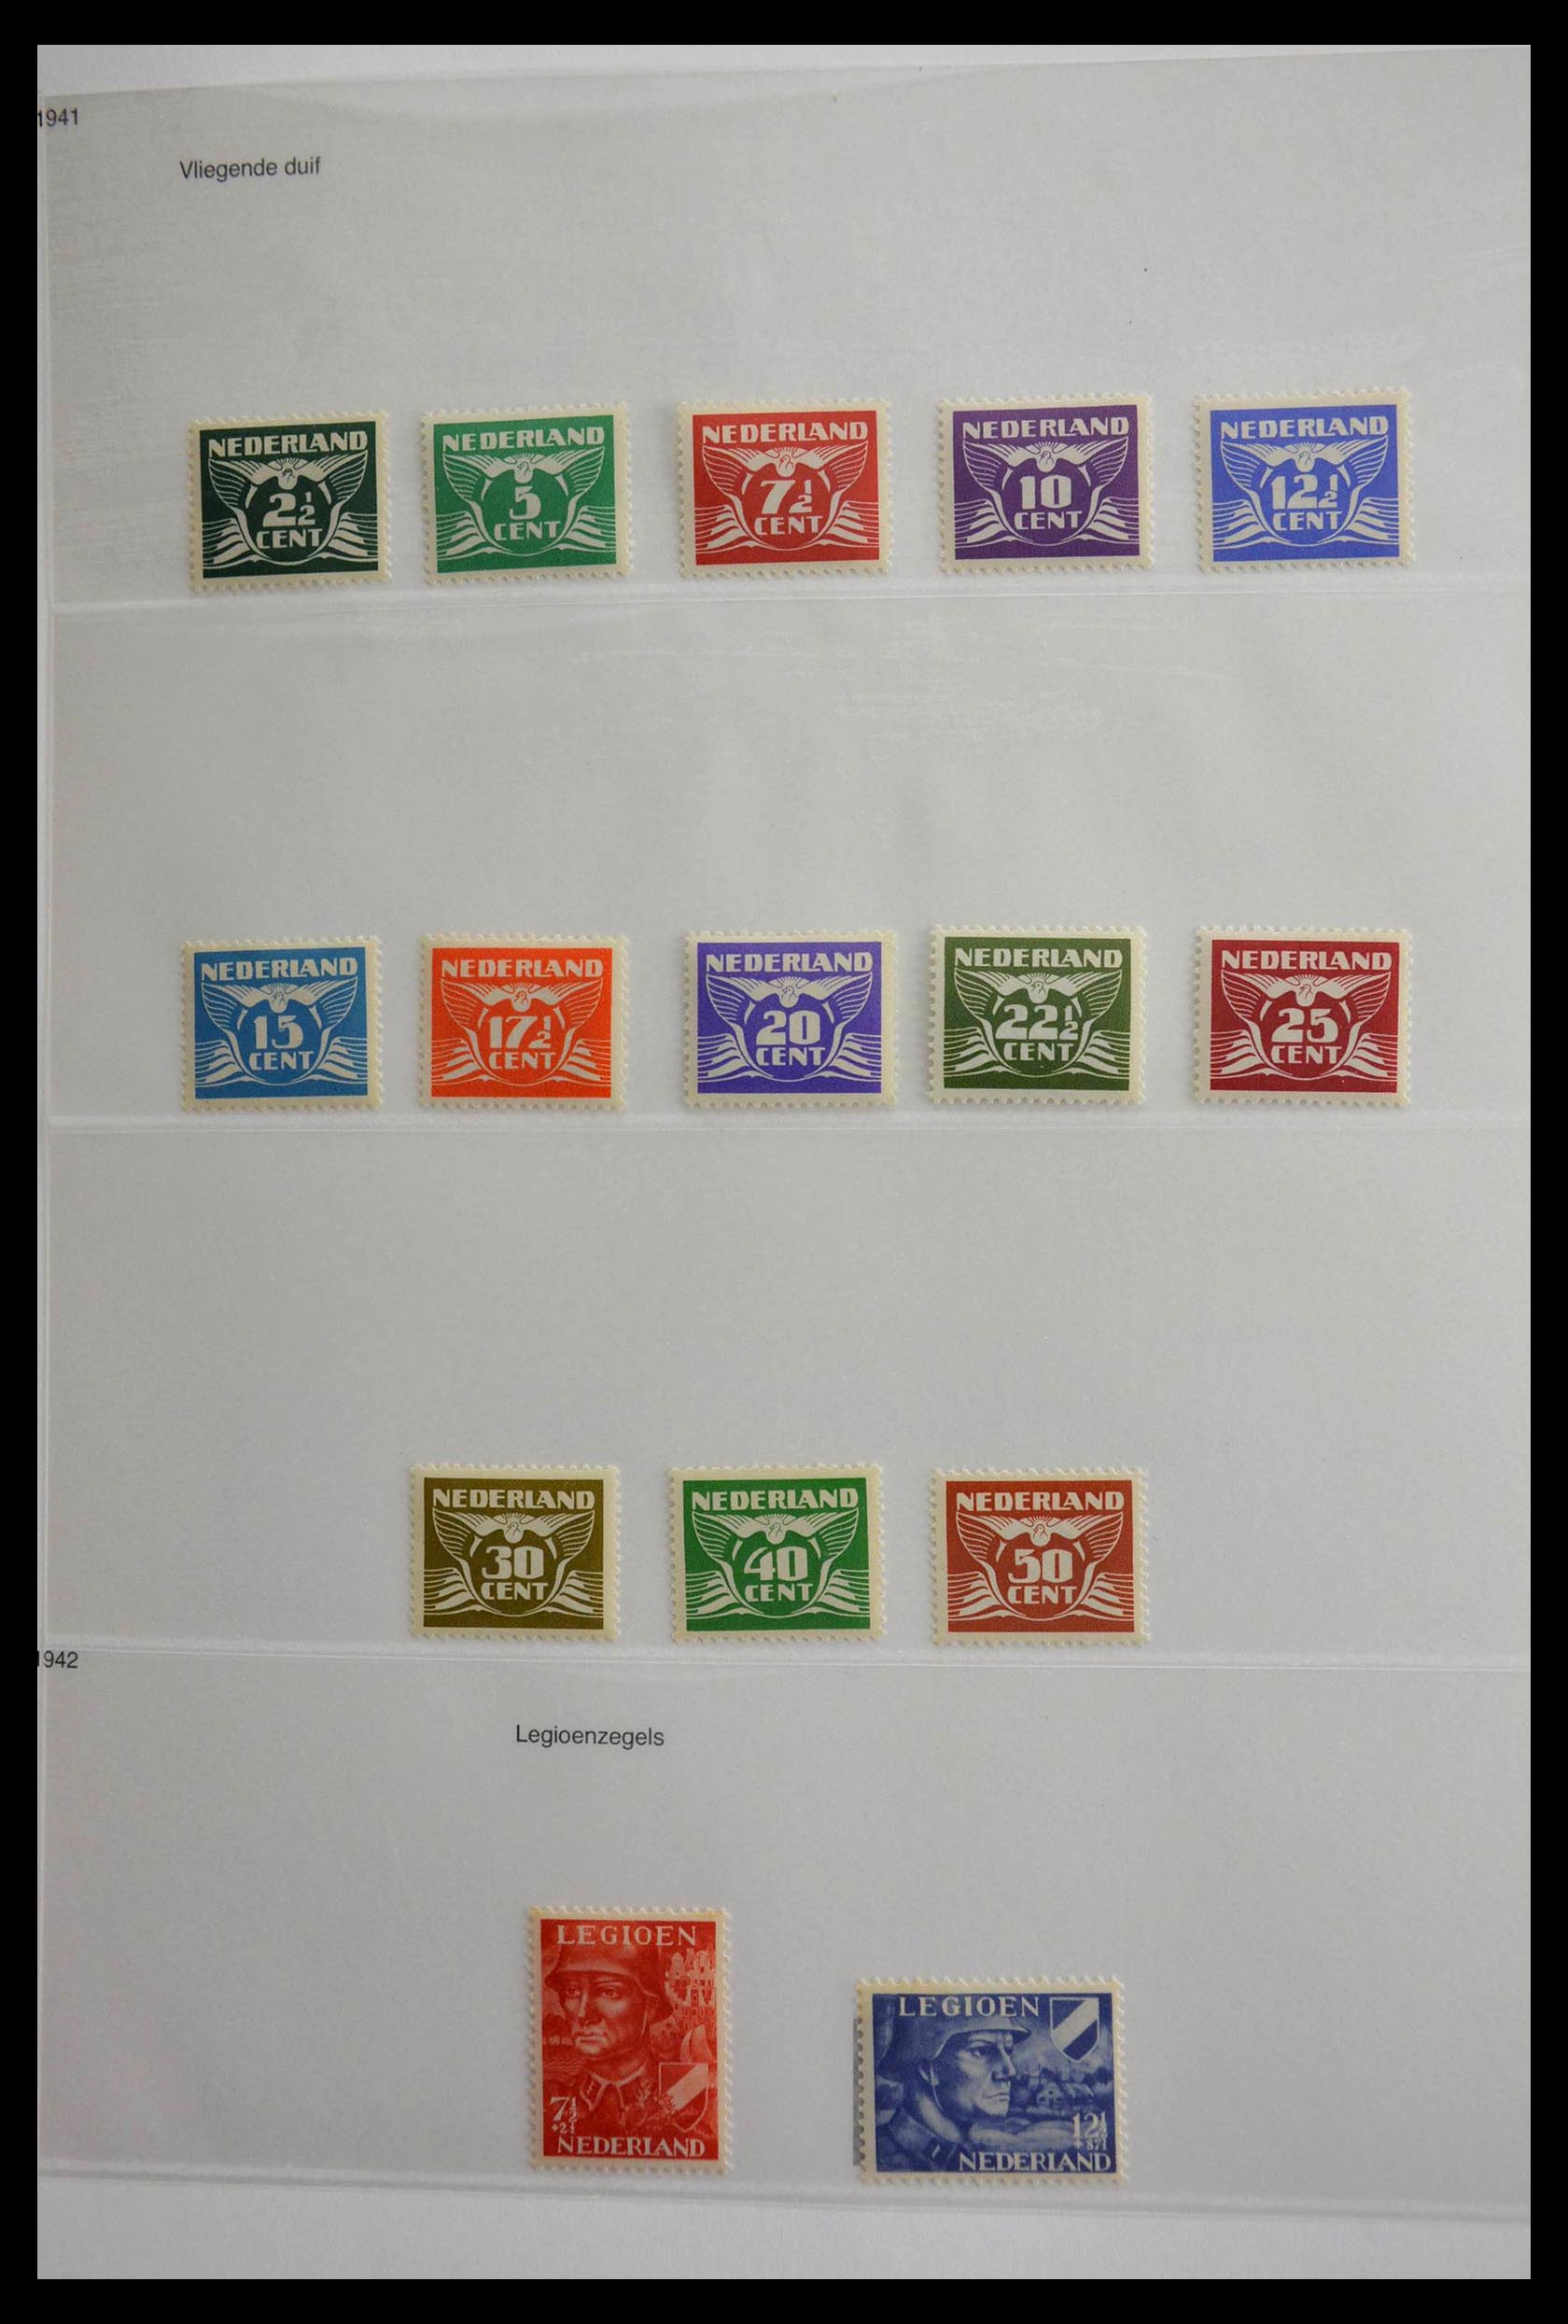 1941
Vliegende duif
NEDERLAND
2½
CENT
NEDERLAND
5
CENT
NEDERLAND
7½
CENT
NEDERLAND
10
CENT
NEDERLAND
12½
CENT
NEDERLAND
15
CENT
NEDERLAND
17½
CENT
NEDERLAND
20
CENT
NEDERLAND
22½
CENT
NEDERLAND
25
CENT
NEDERLAND
30
CENT
NEDERLAND
40
CENT
NEDERLAND
50
CENT
1942
Legioenzegels
LEGIOEN
7½
+2½
NEDERLAND
LEGIOEN
12½
+87½
NEDERLAND